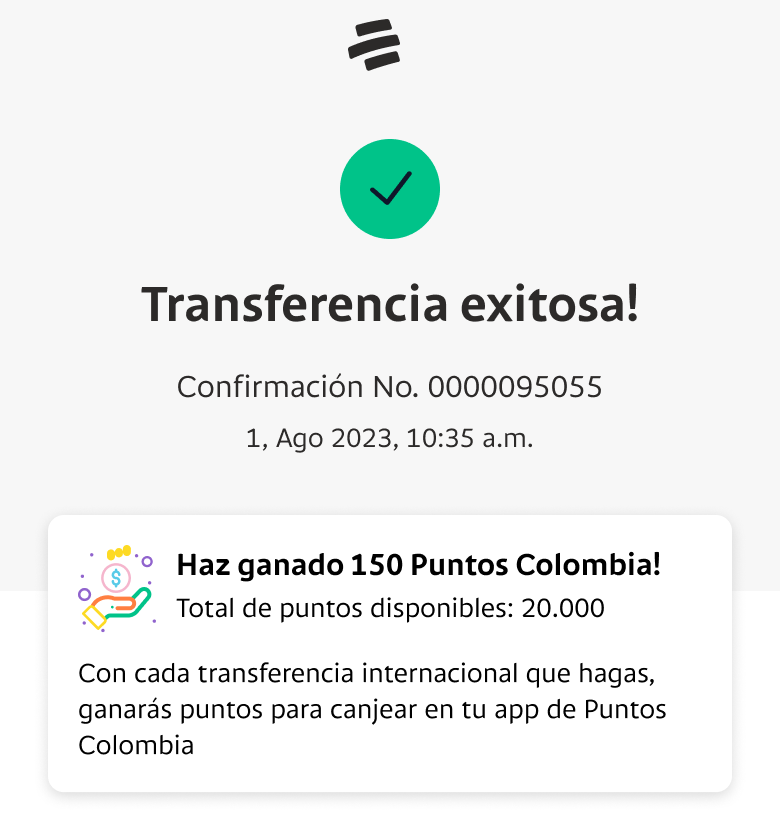 Transferencia exitosa!
Confirmación No. 0000095055
1, Ago 2023, 10:35 a.m.
$
Haz ganado 150 Puntos Colombia!
Total de puntos disponibles: 20.000
Con cada transferencia internacional que hagas,
ganarás puntos para canjear en tu app de Puntos
Colombia